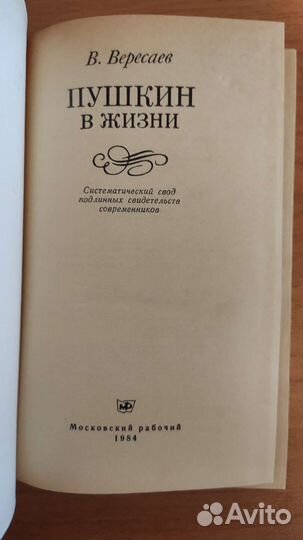 В. Вересаев
ПУШКИН
В ЖИЗНИ
Систематический свод
подлинных свидетельств
современников
МР
Московский рабочий
1984
Avito